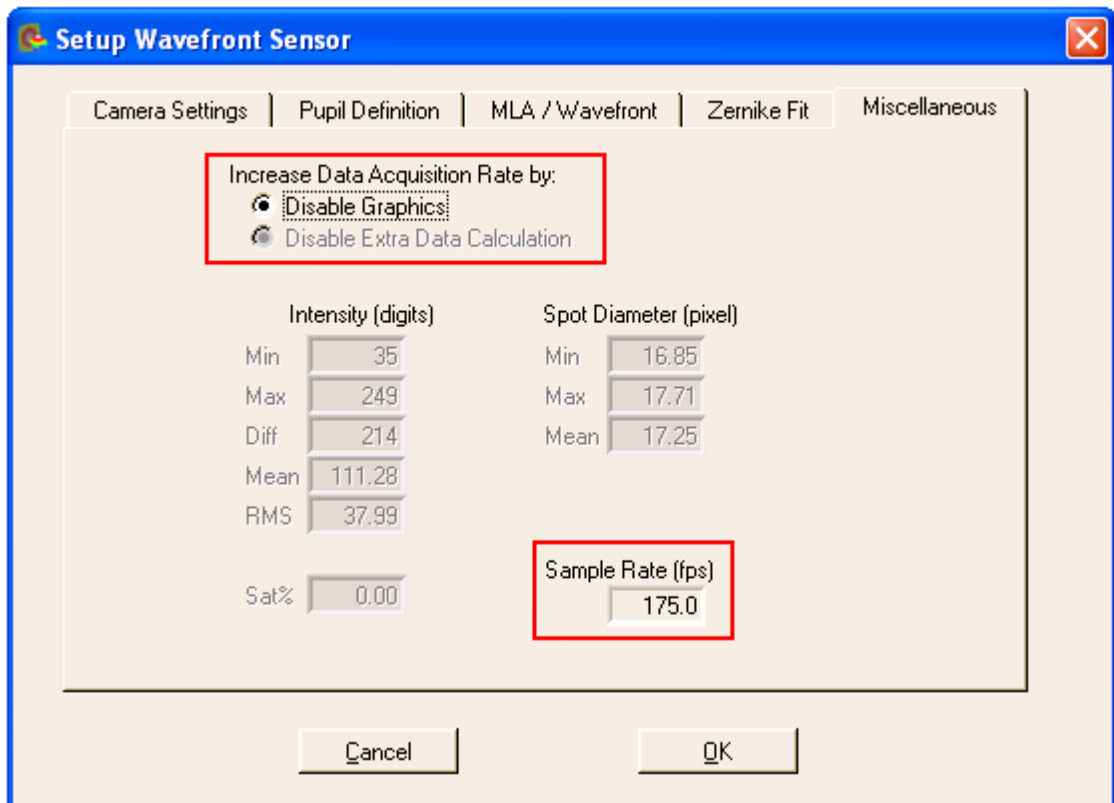 Setup Wavefront Sensor
Camera Settings
Pupil Definition
MLA / Wavefront
Zernike Fit
Miscellaneous
Increase Data Acquisition Rate by:
Disable Graphics
Disable Extra Data Calculation
Intensity (digits)
Min 35
Max 249
Diff 214
Mean 111.28
RMS 37.99
Sat% 0.00
Spot Diameter (pixel)
Min 16.85
Max 17.71
Mean 17.25
Sample Rate (fps)
175.0
Cancel
OK